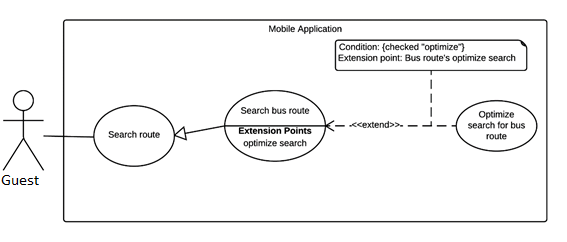 Mobile Application
Condition: {checked "optimize"}
Extension point: Bus route's optimize search
Search bus route
Extension Points
optimize search
Search route
<<extend>>
Optimize
search for bus
route
Guest